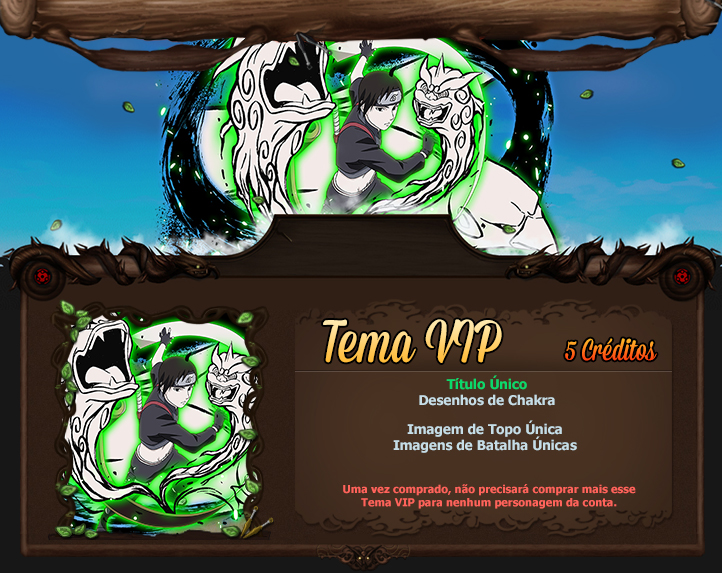 Tema VIP
5 Créditos
Título Único
Desenhos de Chakra
Imagem de Topo Única
Imagens de Batalha Únicas
Uma vez comprado, não precisará comprar mais esse
Tema VIP para nenhum personagem da conta.